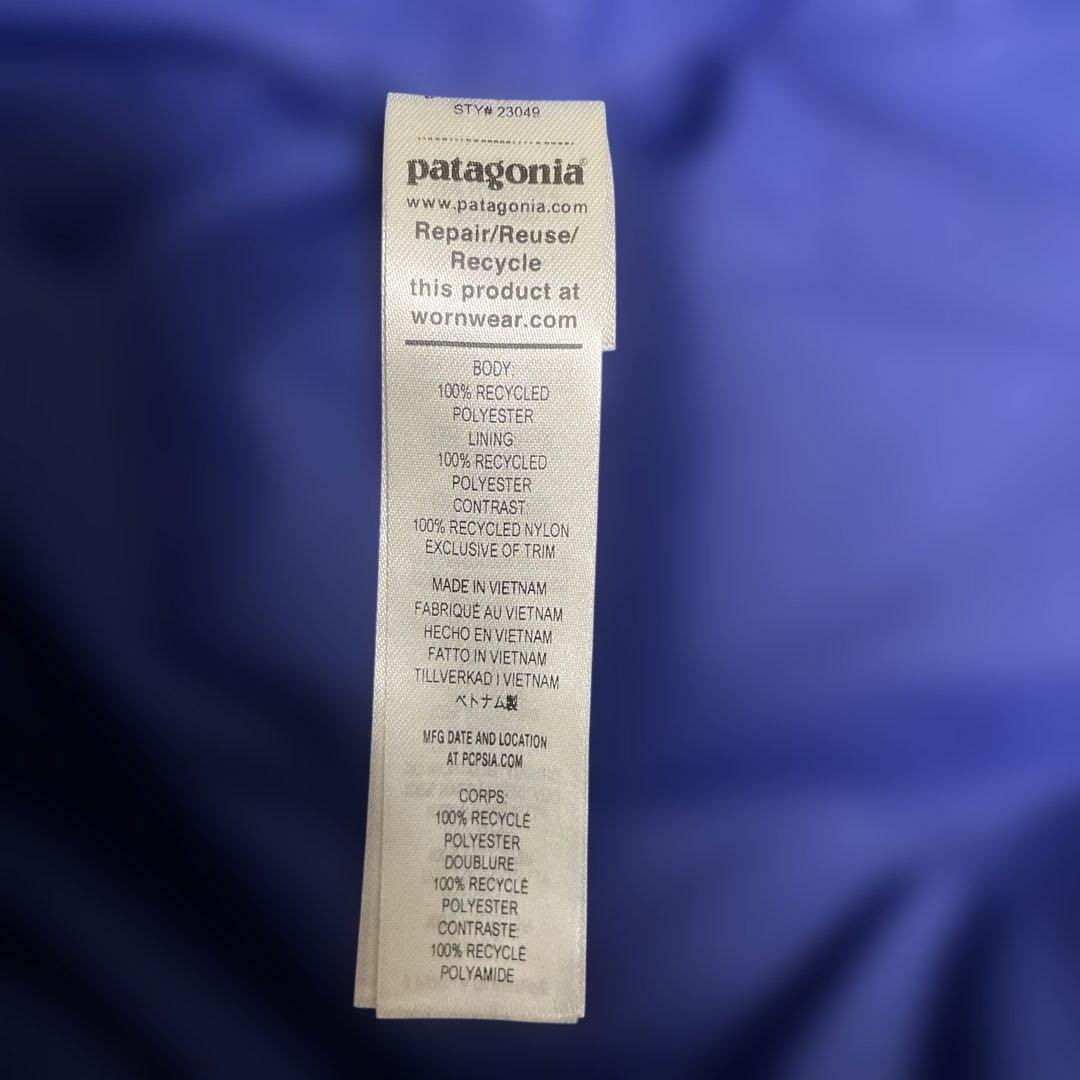 STY# 23049
patagonia®
www.patagonia.com
Repair/Reuse/
Recycle
this product at
wornwear.com
BODY:
100% RECYCLED
POLYESTER
LINING:
100% RECYCLED
POLYESTER
CONTRAST:
100% RECYCLED NYLON
EXCLUSIVE OF TRIM
MADE IN VIETNAM
FABRIQUÉ AU VIETNAM
HECHO EN VIETNAM
FATTO IN VIETNAM
TILLVERKAD I VIETNAM
ベトナム製
MFG DATE AND LOCATION
AT PCPSIA.COM
CORPS:
100% RECYCLÉ
POLYESTER
DOUBLURE:
100% RECYCLÉ
POLYESTER
CONTRASTE:
100% RECYCLÉ
POLYAMIDE